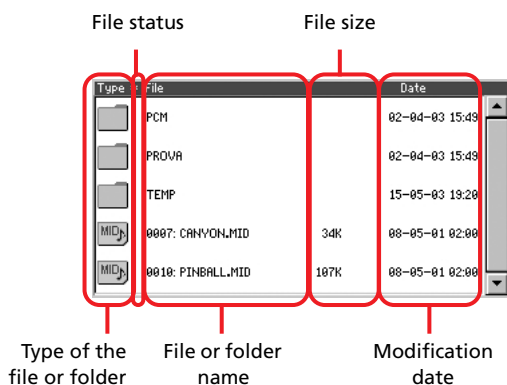 File status File size
Type * File Date
PCM 02-04-03 15:49
PROVA 02-04-03 15:49
TEMP 15-05-03 19:20
MID 0007: CANYON.MID 34K 08-05-01 02:00
MID 0010: PINBALL.MID 107K 08-05-01 02:00
Type of the File or folder Modification
file or folder name date